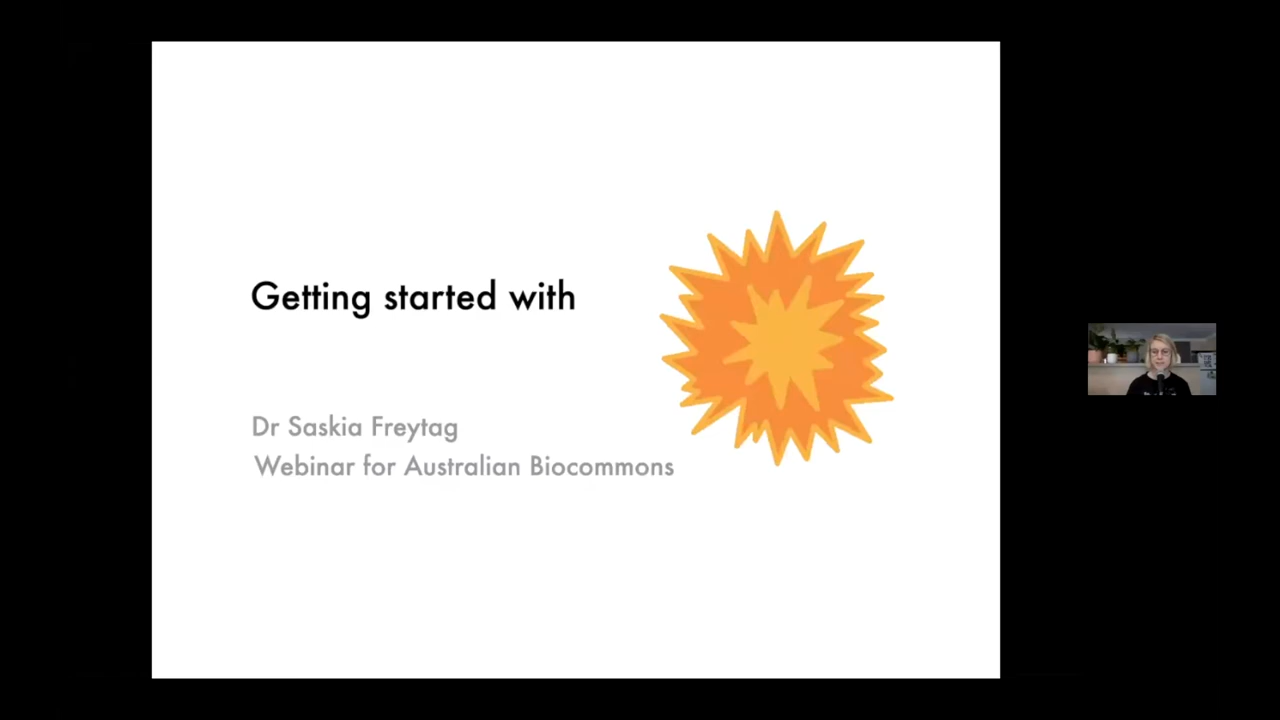 Getting started with
Dr Saskia Freytag
Webinar for Australian Biocommons